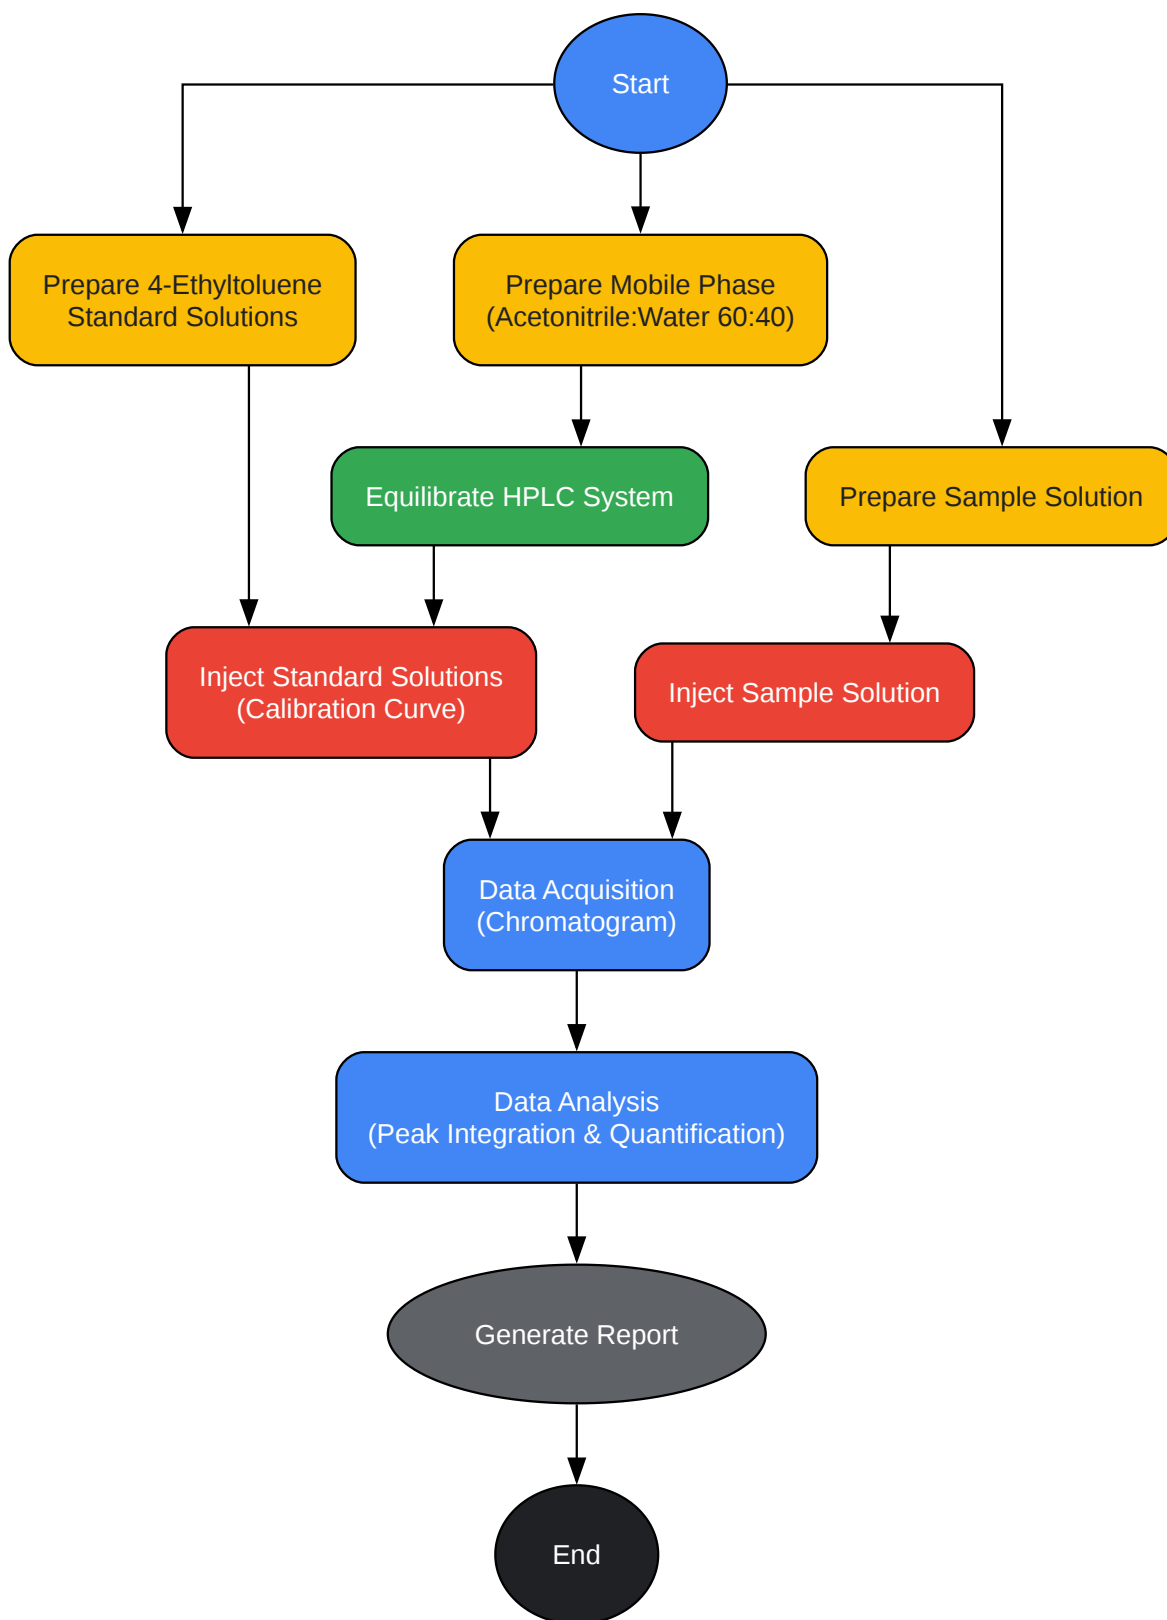 Start
Prepare 4-Ethyltoluene
Standard Solutions
Prepare Mobile Phase
(Acetonitrile:Water 60:40)
Equilibrate HPLC System
Prepare Sample Solution
Inject Standard Solutions
(Calibration Curve)
Inject Sample Solution
Data Acquisition
(Chromatogram)
Data Analysis
(Peak Integration & Quantification)
Generate Report
End